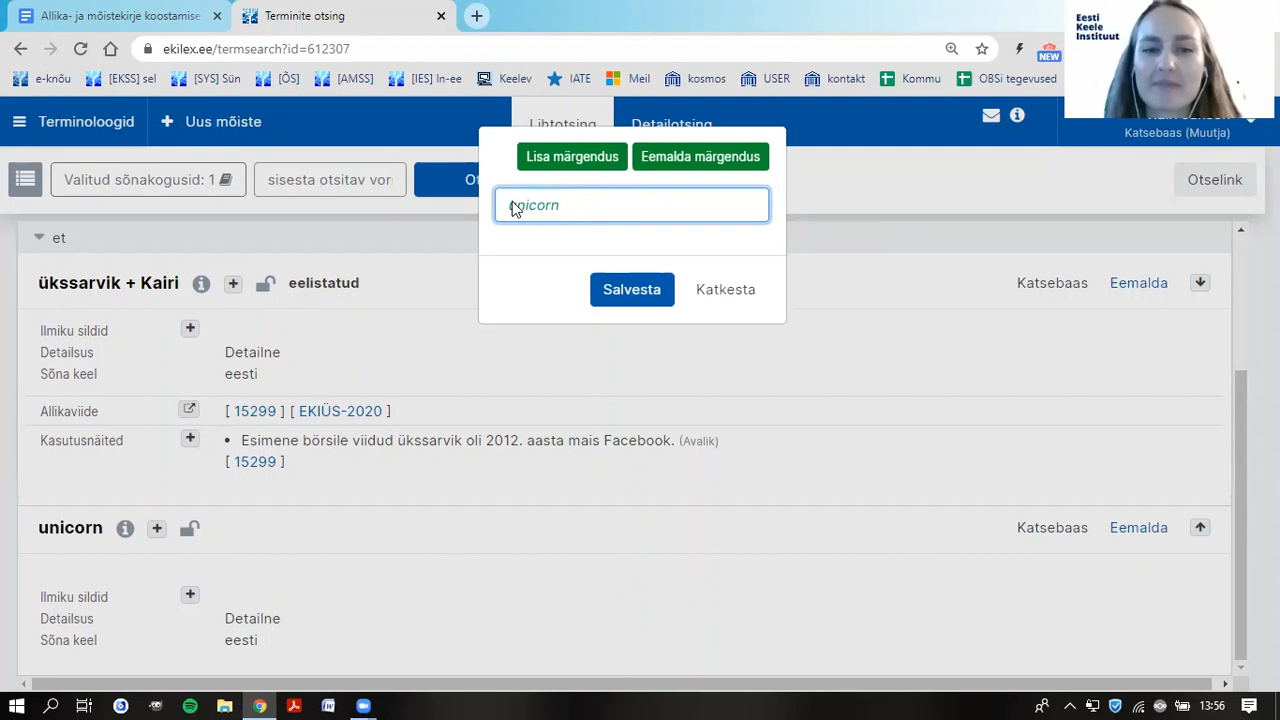 Allika- ja mõistekirje koostamise
Terminite otsing
ekilex.ee/termsearch?id=612307
NEW
e-knõu
[EKSS] sel
[SYS] Sün
[ÕS]
[AMSS]
[IES] In-ee
Keelev
IATE
Meil
kosmos
USER
kontakt
Kommu
OBSi tegevused
Eesti
Keele
Instituut
Terminoloogid
Uus mõiste
Lihtotsing
Detailotsing
Katsebaas (Muutja)
Valitud sõnakogusid: 1
sisesta otsitav vor
Ot
Otselink
Lisa märgendus
Eemalda märgendus
unicorn
Salvesta
Katkesta
et
ükssarvik + Kairi
eelistatud
Katsebaas
Eemalda
Ilmiku sildid
Detailsus
Detailne
Sõna keel
eesti
Allikaviide
[ 15299 ] [ EKIÜS-2020 ]
Kasutusnäited
• Esimene börsile viidud ükssarvik oli 2012. aasta mais Facebook. (Avalik)
[ 15299 ]
unicorn
Katsebaas
Eemalda
Ilmiku sildid
Detailsus
Detailne
Sõna keel
eesti
13:56